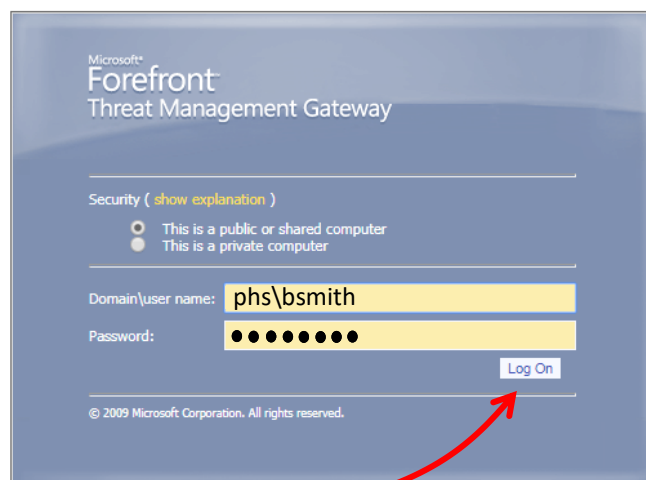 Microsoft®
Forefront™
Threat Management Gateway
Security ( show explanation )
This is a public or shared computer
This is a private computer
Domain\user name: phs\bsmith
Password: ●●●●●●●●
Log On
© 2009 Microsoft Corporation. All rights reserved.